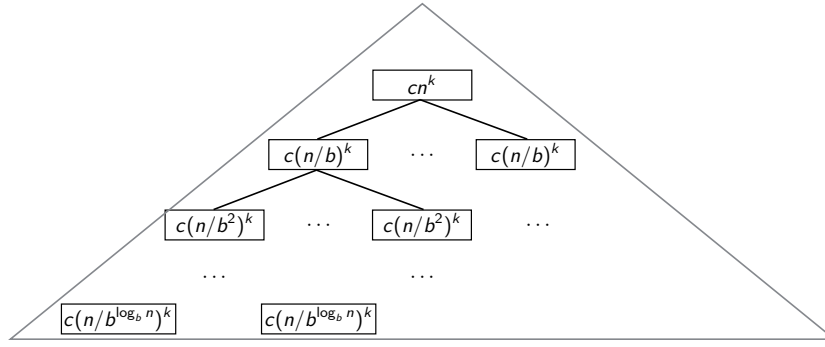 cn^k
c(n/b)^k ⋯ c(n/b)^k
c(n/b^2)^k ⋯ c(n/b^2)^k ⋯
⋯ ⋯
c(n/b^{log_b n})^k c(n/b^{log_b n})^k